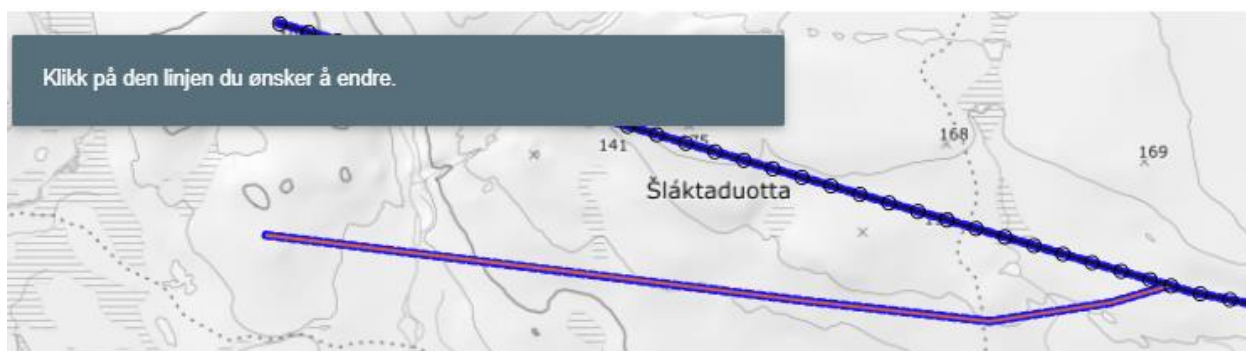 Klikk på den linjen du ønsker å endre.
141
168
169
Šláktaduotta